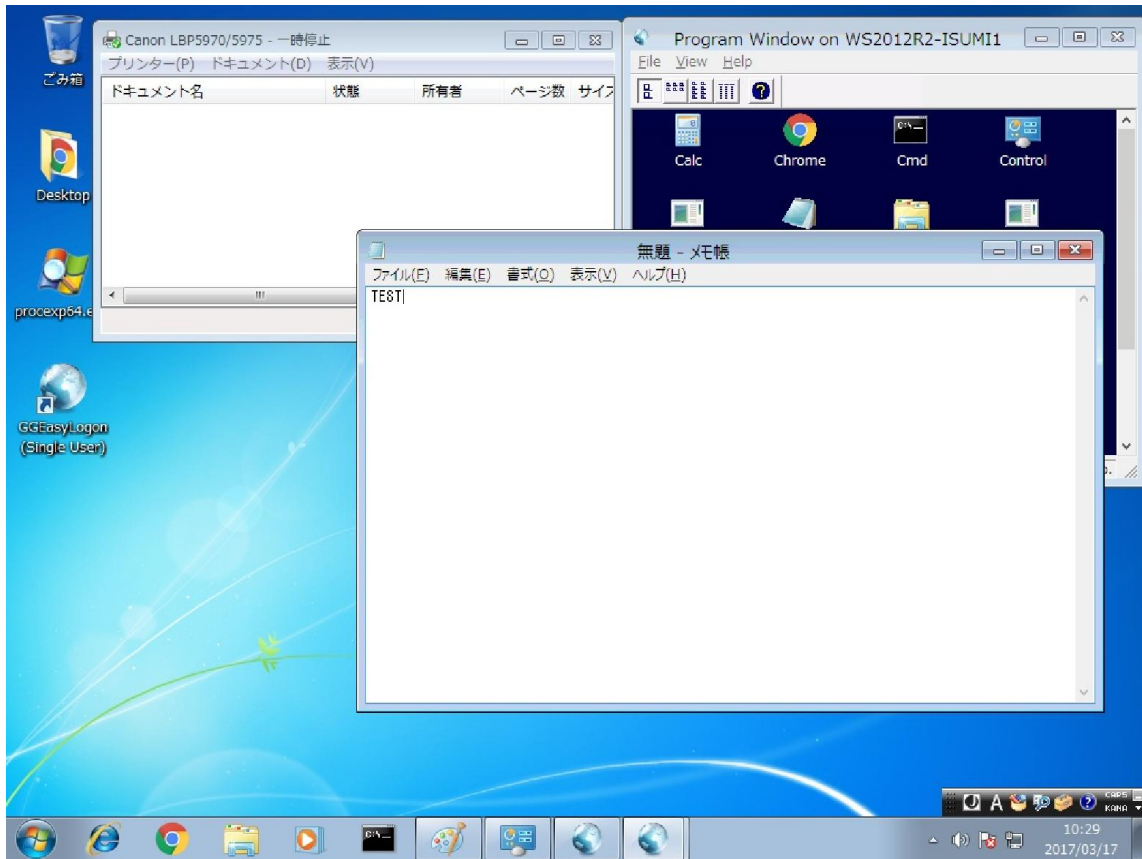 ごみ箱
Desktop
procexp64.e
GGEasyLogon
(Single User)
Canon LBP5970/5975 - 一時停止
プリンター(P) ドキュメント(D) 表示(V)
ドキュメント名 状態 所有者 ページ数 サイズ
Program Window on WS2012R2-ISUMI1
File View Help
Calc Chrome Cmd Control
無題 - メモ帳
ファイル(F) 編集(E) 書式(O) 表示(V) ヘルプ(H)
TEST
A
CAPS
KANA
10:29
2017/03/17